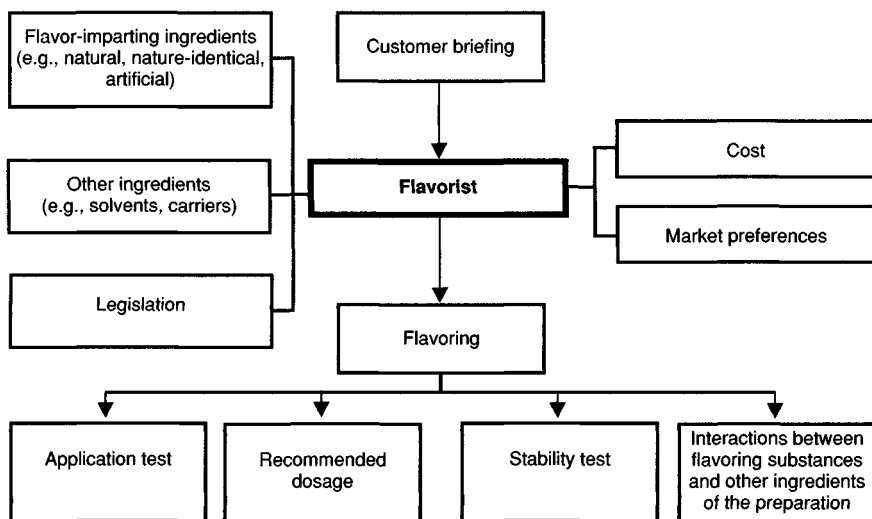 Flavor-imparting ingredients
(e.g., natural, nature-identical,
artificial)
Customer briefing
Other ingredients
(e.g., solvents, carriers)
Flavorist
Cost
Market preferences
Legislation
Flavoring
Application test
Recommended
dosage
Stability test
Interactions between
flavoring substances
and other ingredients
of the preparation